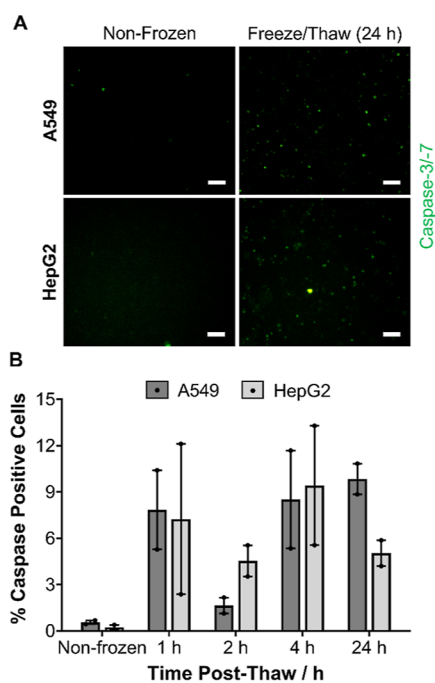 A
Non-Frozen
Freeze/Thaw (24 h)
A549
HepG2
Caspase-3/-7
B
A549
HepG2
% Caspase Positive Cells
15
12
9
6
3
0
Non-frozen
1 h
2 h
4 h
24 h
Time Post-Thaw / h